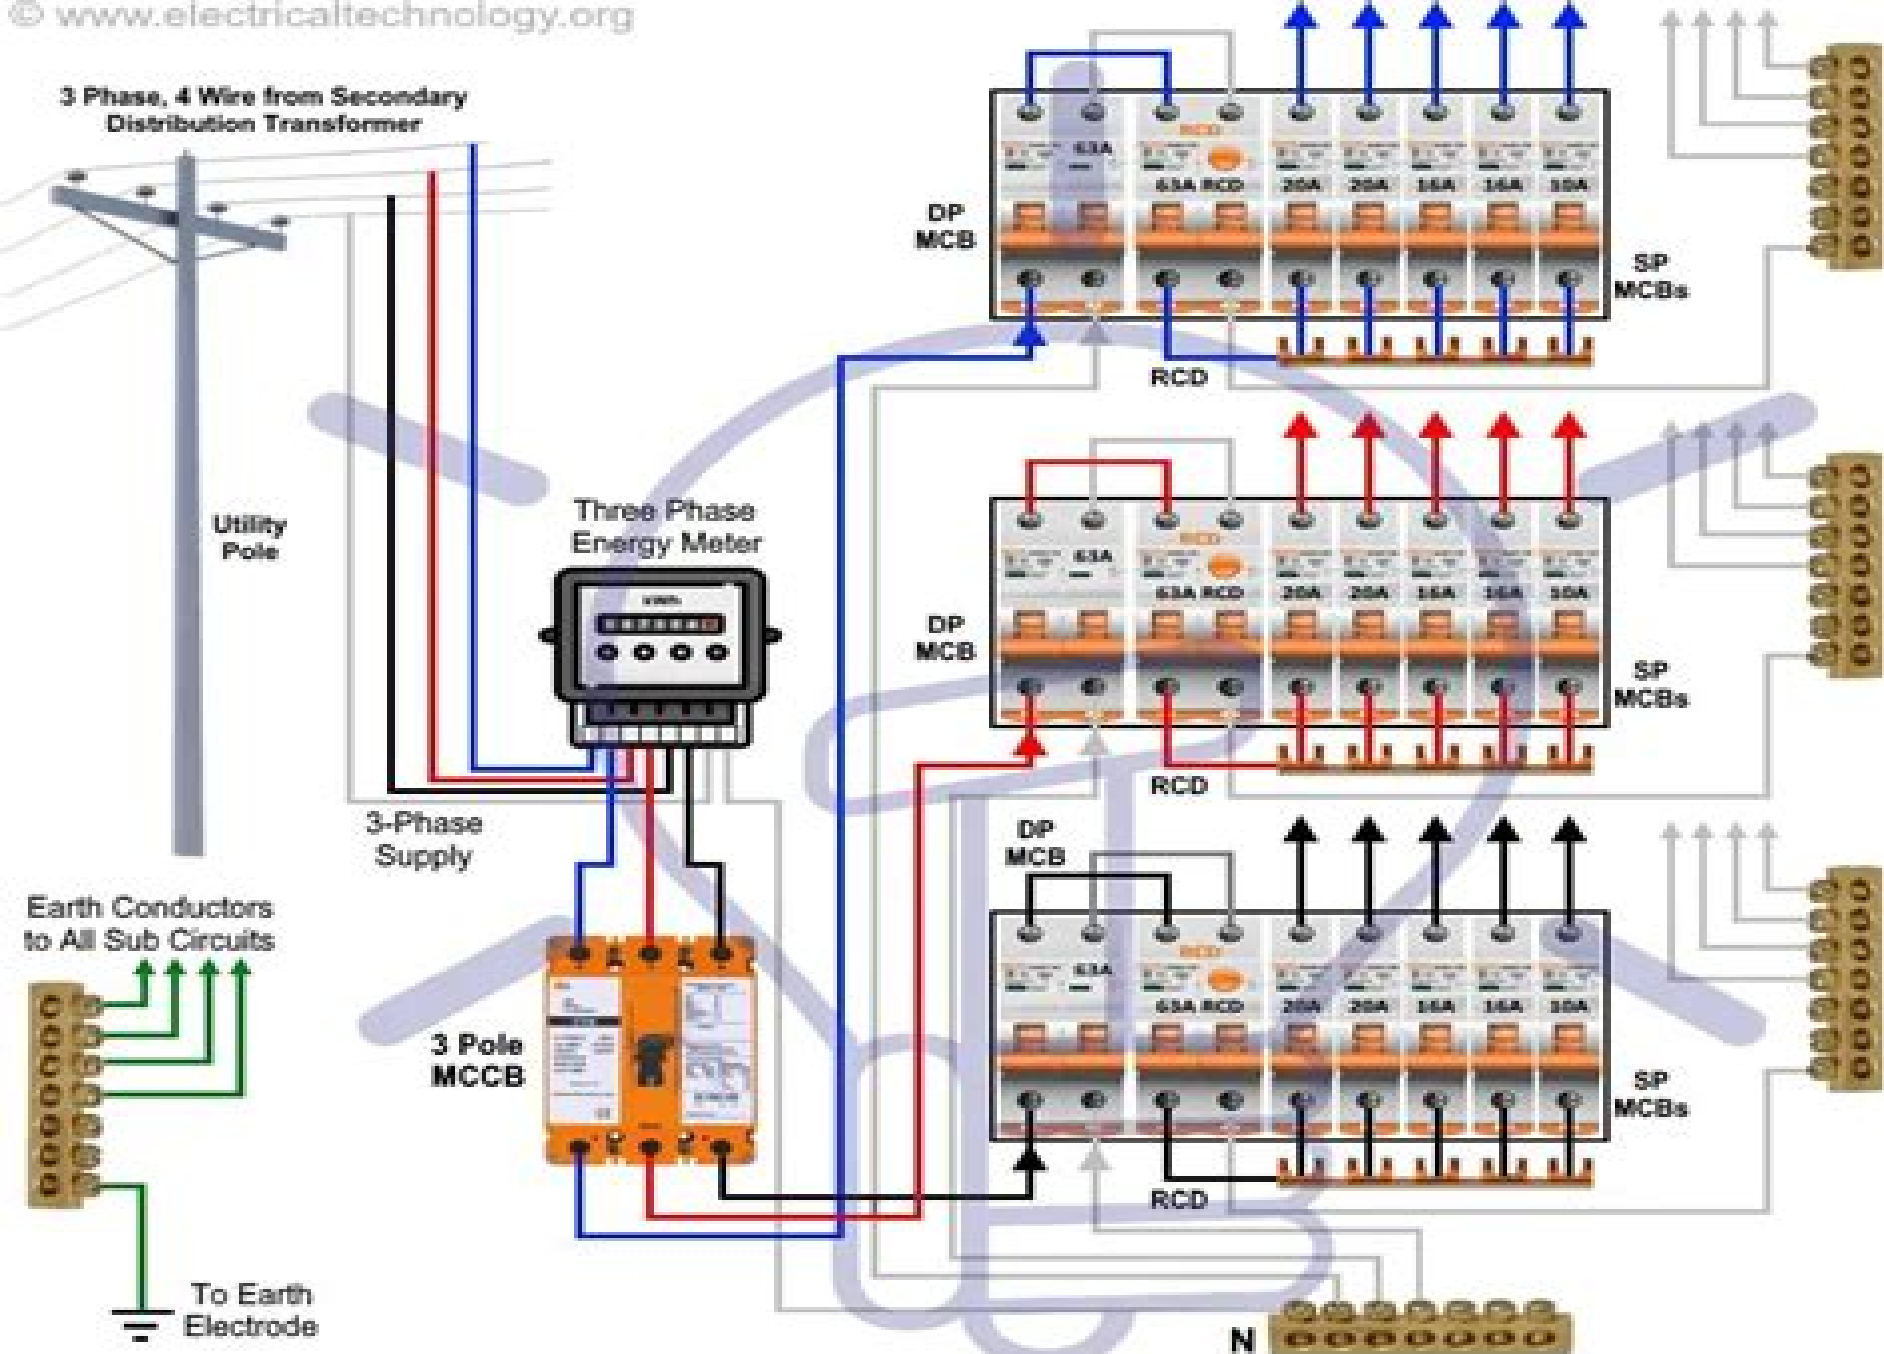 © www.electricaltechnology.org
3 Phase, 4 Wire from Secondary
Distribution Transformer
Utility
Pole
Three Phase
Energy Meter
kWh
3-Phase
Supply
Earth Conductors
to All Sub Circuits
3 Pole
MCCB
To Earth
Electrode
DP
MCB
63A
RCD
63A RCD
20A
20A
16A
16A
10A
SP
MCBs
RCD
DP
MCB
63A
RCD
63A RCD
20A
20A
16A
16A
10A
SP
MCBs
RCD
DP
MCB
63A
RCD
63A RCD
20A
20A
16A
16A
10A
SP
MCBs
RCD
N